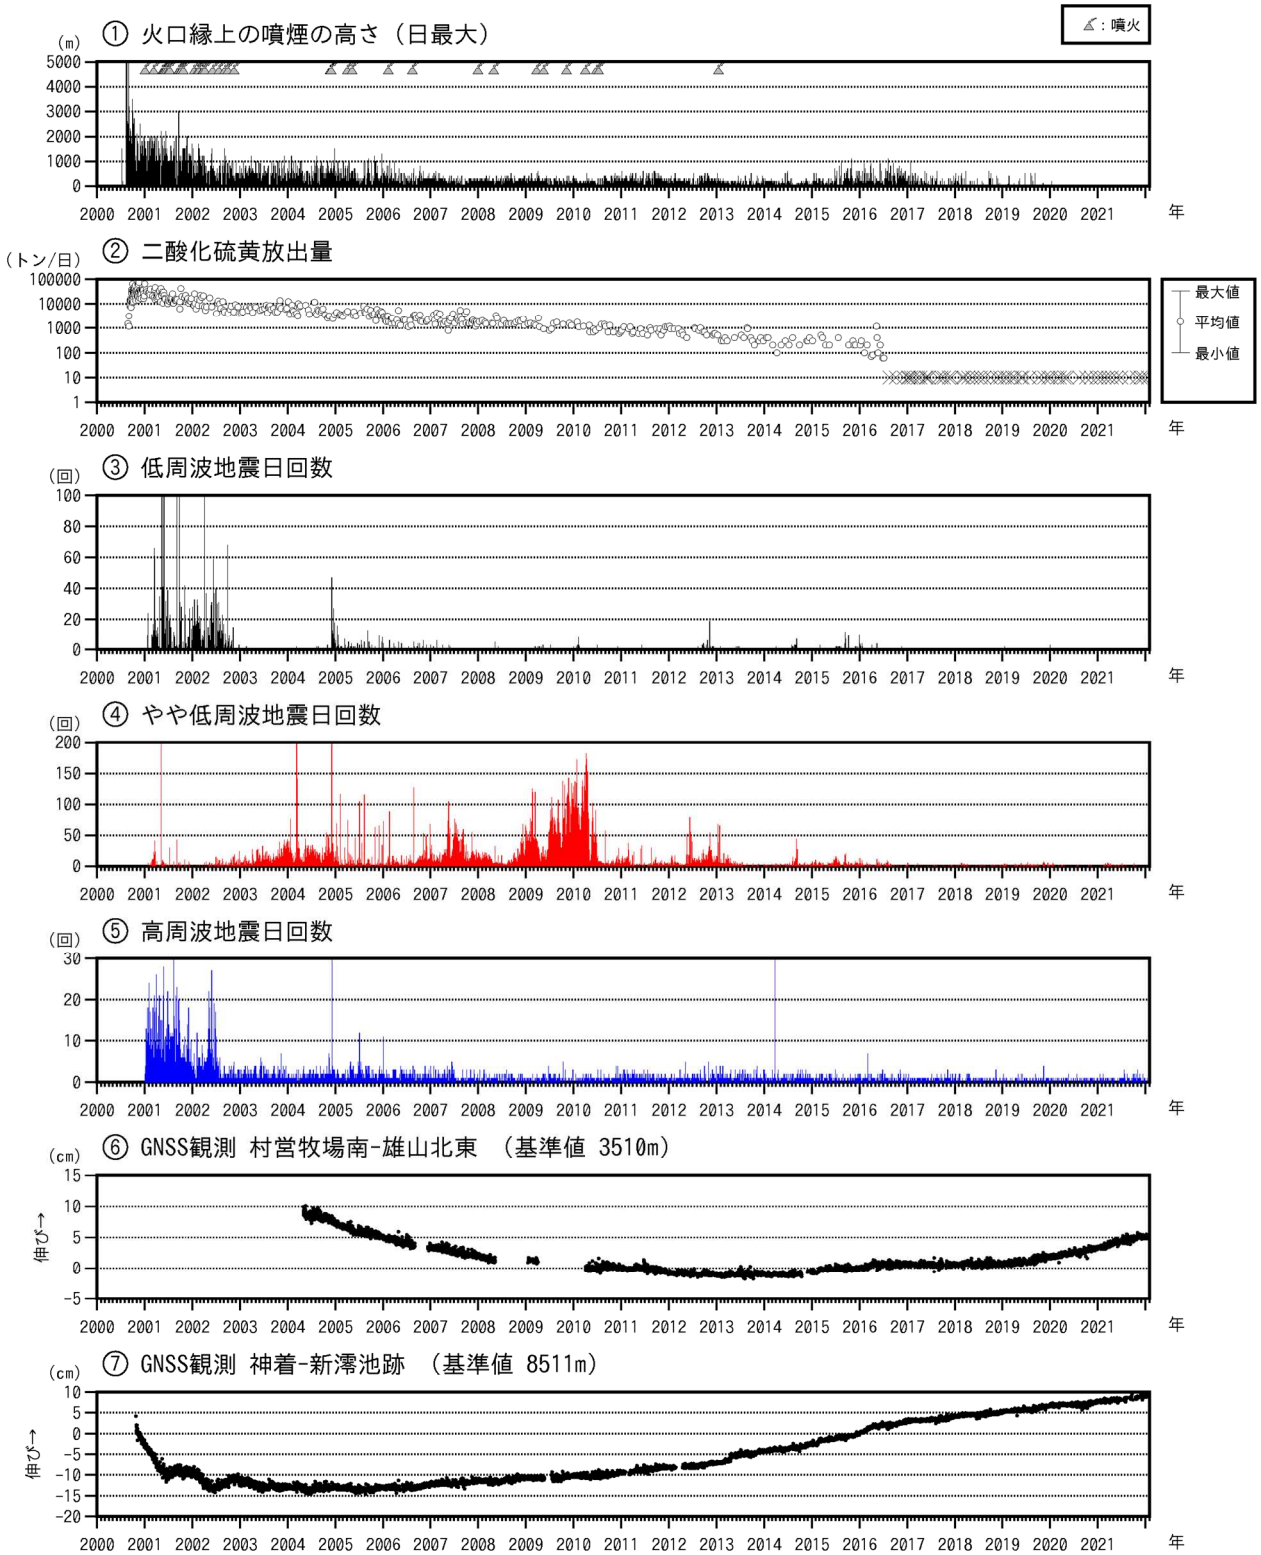 ① 火口縁上の噴煙の高さ（日最大）
：噴火
(m)
5000
4000
3000
2000
1000
0
2000 2001 2002 2003 2004 2005 2006 2007 2008 2009 2010 2011 2012 2013 2014 2015 2016 2017 2018 2019 2020 2021 年
② 二酸化硫黄放出量
(トン/日)
100000
10000
1000
100
10
1
最大値
平均値
最小値
2000 2001 2002 2003 2004 2005 2006 2007 2008 2009 2010 2011 2012 2013 2014 2015 2016 2017 2018 2019 2020 2021 年
③ 低周波地震日回数
(回)
100
80
60
40
20
0
2000 2001 2002 2003 2004 2005 2006 2007 2008 2009 2010 2011 2012 2013 2014 2015 2016 2017 2018 2019 2020 2021 年
④ やや低周波地震日回数
(回)
200
150
100
50
0
2000 2001 2002 2003 2004 2005 2006 2007 2008 2009 2010 2011 2012 2013 2014 2015 2016 2017 2018 2019 2020 2021 年
⑤ 高周波地震日回数
(回)
30
20
10
0
2000 2001 2002 2003 2004 2005 2006 2007 2008 2009 2010 2011 2012 2013 2014 2015 2016 2017 2018 2019 2020 2021 年
⑥ GNSS観測 村営牧場南-雄山北東 （基準値 3510m）
(cm)
15
10
5
0
-5
伸び→
2000 2001 2002 2003 2004 2005 2006 2007 2008 2009 2010 2011 2012 2013 2014 2015 2016 2017 2018 2019 2020 2021 年
⑦ GNSS観測 神着-新澪池跡 （基準値 8511m）
(cm)
10
5
0
-5
-10
-15
-20
伸び→
2000 2001 2002 2003 2004 2005 2006 2007 2008 2009 2010 2011 2012 2013 2014 2015 2016 2017 2018 2019 2020 2021 年